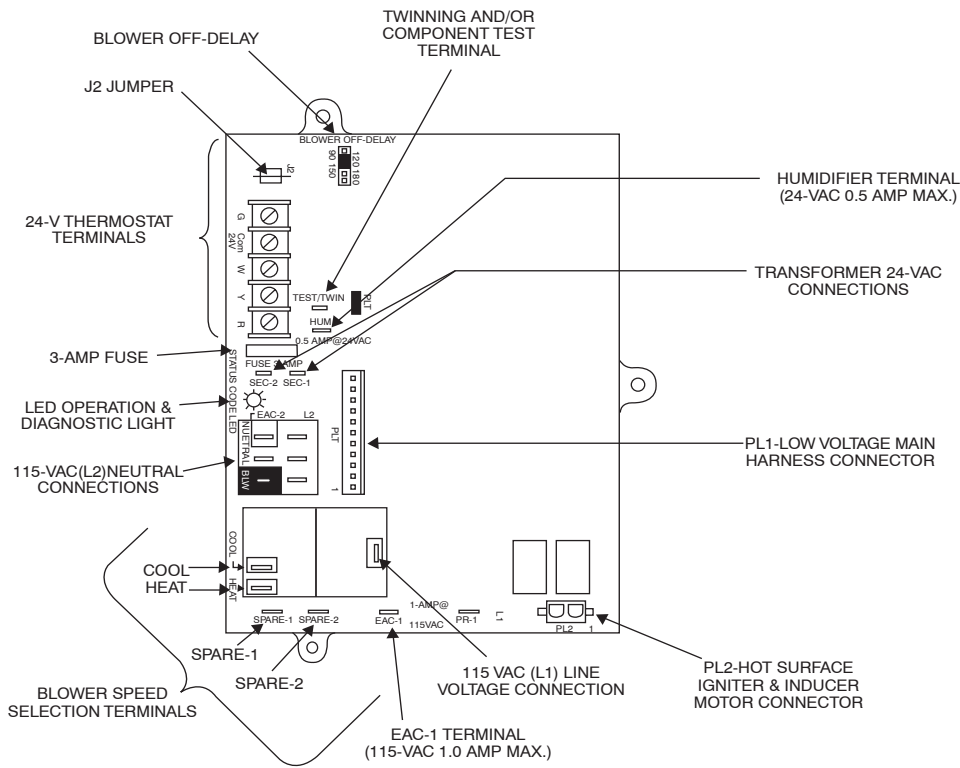 TWINNING AND/OR
COMPONENT TEST
TERMINAL
BLOWER OFF-DELAY
J2 JUMPER
BLOWER OFF-DELAY
90 150
120 180
J2
HUMIDIFIER TERMINAL
(24-VAC 0.5 AMP MAX.)
24-V THERMOSTAT
TERMINALS
G
Com
24V
W
Y
R
TEST/TWIN
PLT
HUM
0.5 AMP@24VAC
TRANSFORMER 24-VAC
CONNECTIONS
3-AMP FUSE
FUSE 3-AMP
STATUS CODE LED
SEC-2 SEC-1
LED OPERATION &
DIAGNOSTIC LIGHT
EAC-2 L2
NUETRAL
BLW
PLT
1
PL1-LOW VOLTAGE MAIN
HARNESS CONNECTOR
115-VAC(L2)NEUTRAL
CONNECTIONS
COOL
HEAT
COOL
HEAT
SPARE-1 SPARE-2 EAC-1 1-AMP@
115VAC
PR-1 L1
PL2 1
SPARE-1
SPARE-2
115 VAC (L1) LINE
VOLTAGE CONNECTION
PL2-HOT SURFACE
IGNITER & INDUCER
MOTOR CONNECTOR
BLOWER SPEED
SELECTION TERMINALS
EAC-1 TERMINAL
(115-VAC 1.0 AMP MAX.)